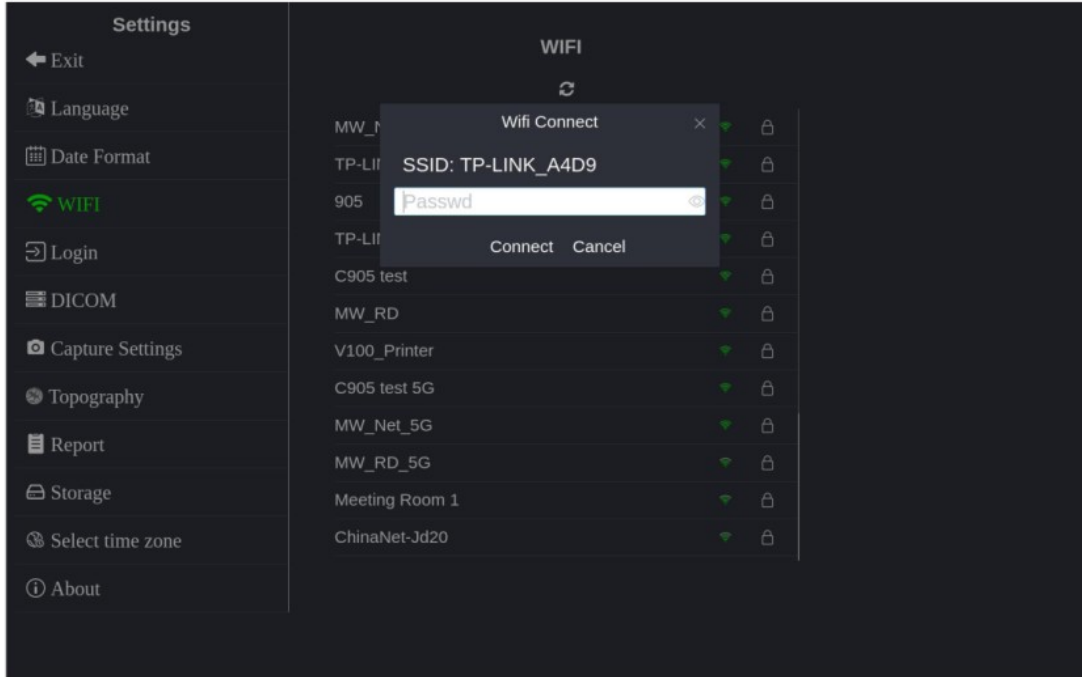 Settings
Exit
Language
Date Format
WIFI
Login
DICOM
Capture Settings
Topography
Report
Storage
Select time zone
About
WIFI
Wifi Connect
SSID: TP-LINK_A4D9
Passwd
Connect Cancel
905
C905 test
MW_RD
V100_Printer
C905 test 5G
MW_Net_5G
MW_RD_5G
Meeting Room 1
ChinaNet-Jd20